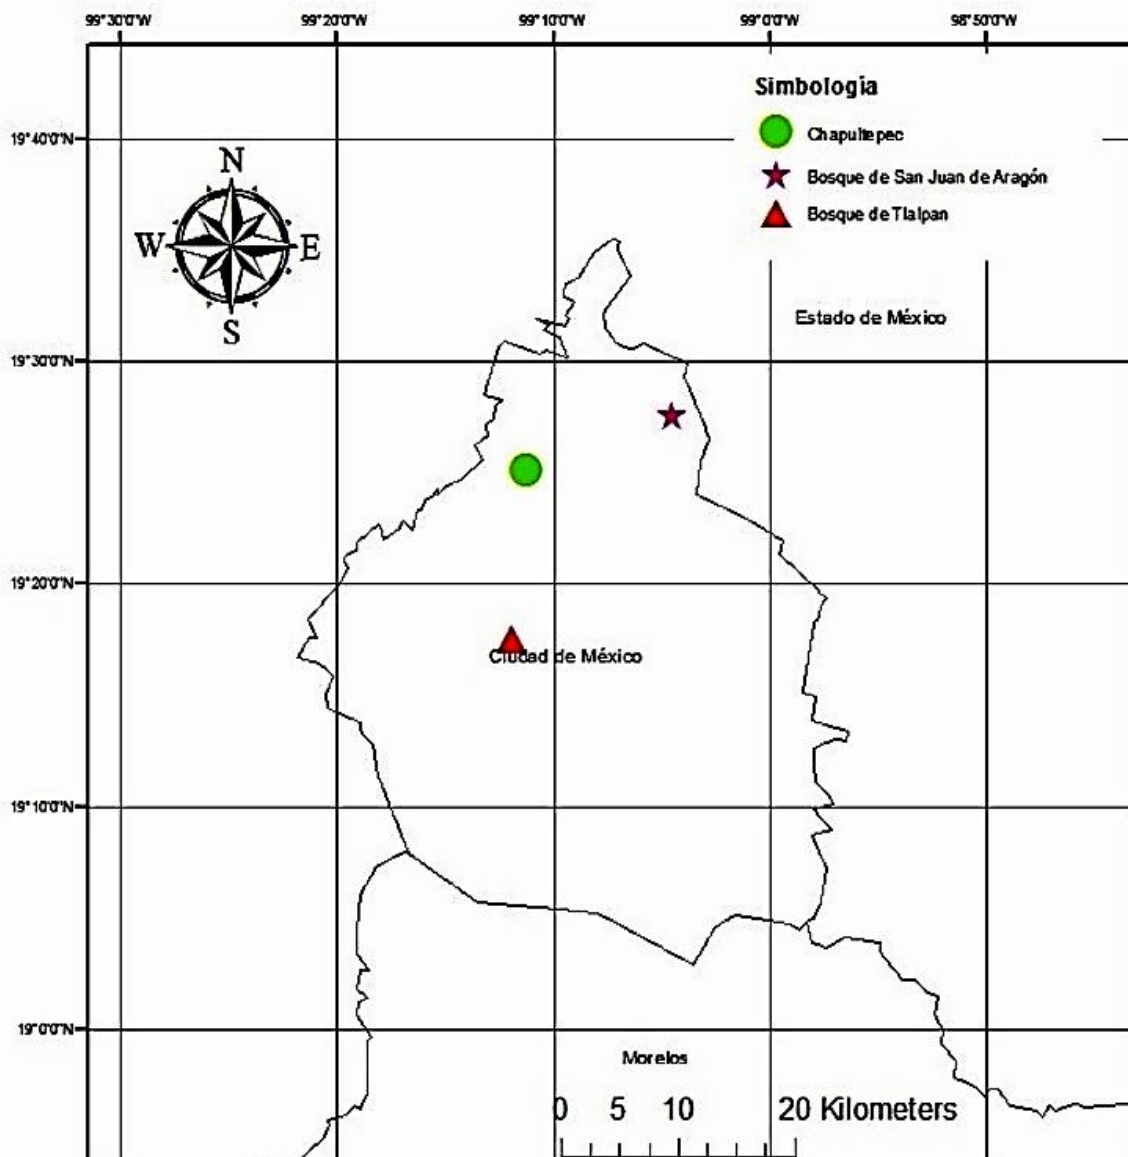 99°30'0"W 99°20'0"W 99°10'0"W 99°0'0"W 98°50'0"W
Simbología
19°40'0"N
Chapultepec
N
Bosque de San Juan de Aragón
Bosque de Tlalpan
W E
S
Estado de México
19°30'0"N
19°20'0"N
Ciudad de México
19°10'0"N
19°0'0"N
Morelos
0 5 10 20 Kilometers